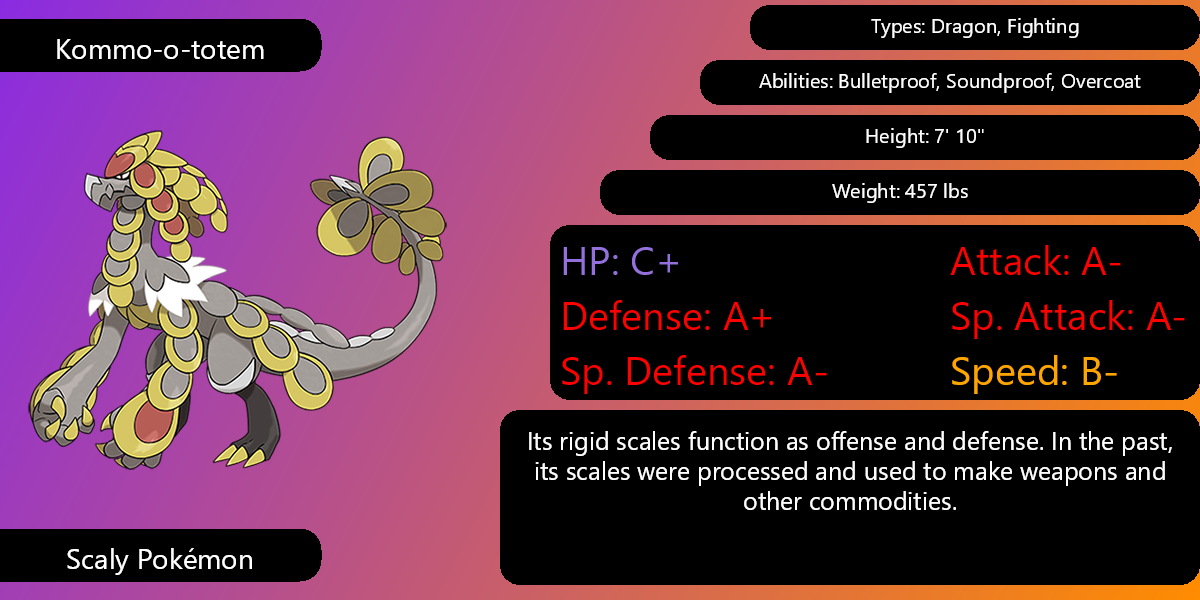 Kommo-o-totem
Types: Dragon, Fighting
Abilities: Bulletproof, Soundproof, Overcoat
Height: 7' 10"
Weight: 457 lbs
HP: C+
Attack: A-
Defense: A+
Sp. Attack: A-
Sp. Defense: A-
Speed: B-
Its rigid scales function as offense and defense. In the past,
its scales were processed and used to make weapons and
other commodities.
Scaly Pokémon